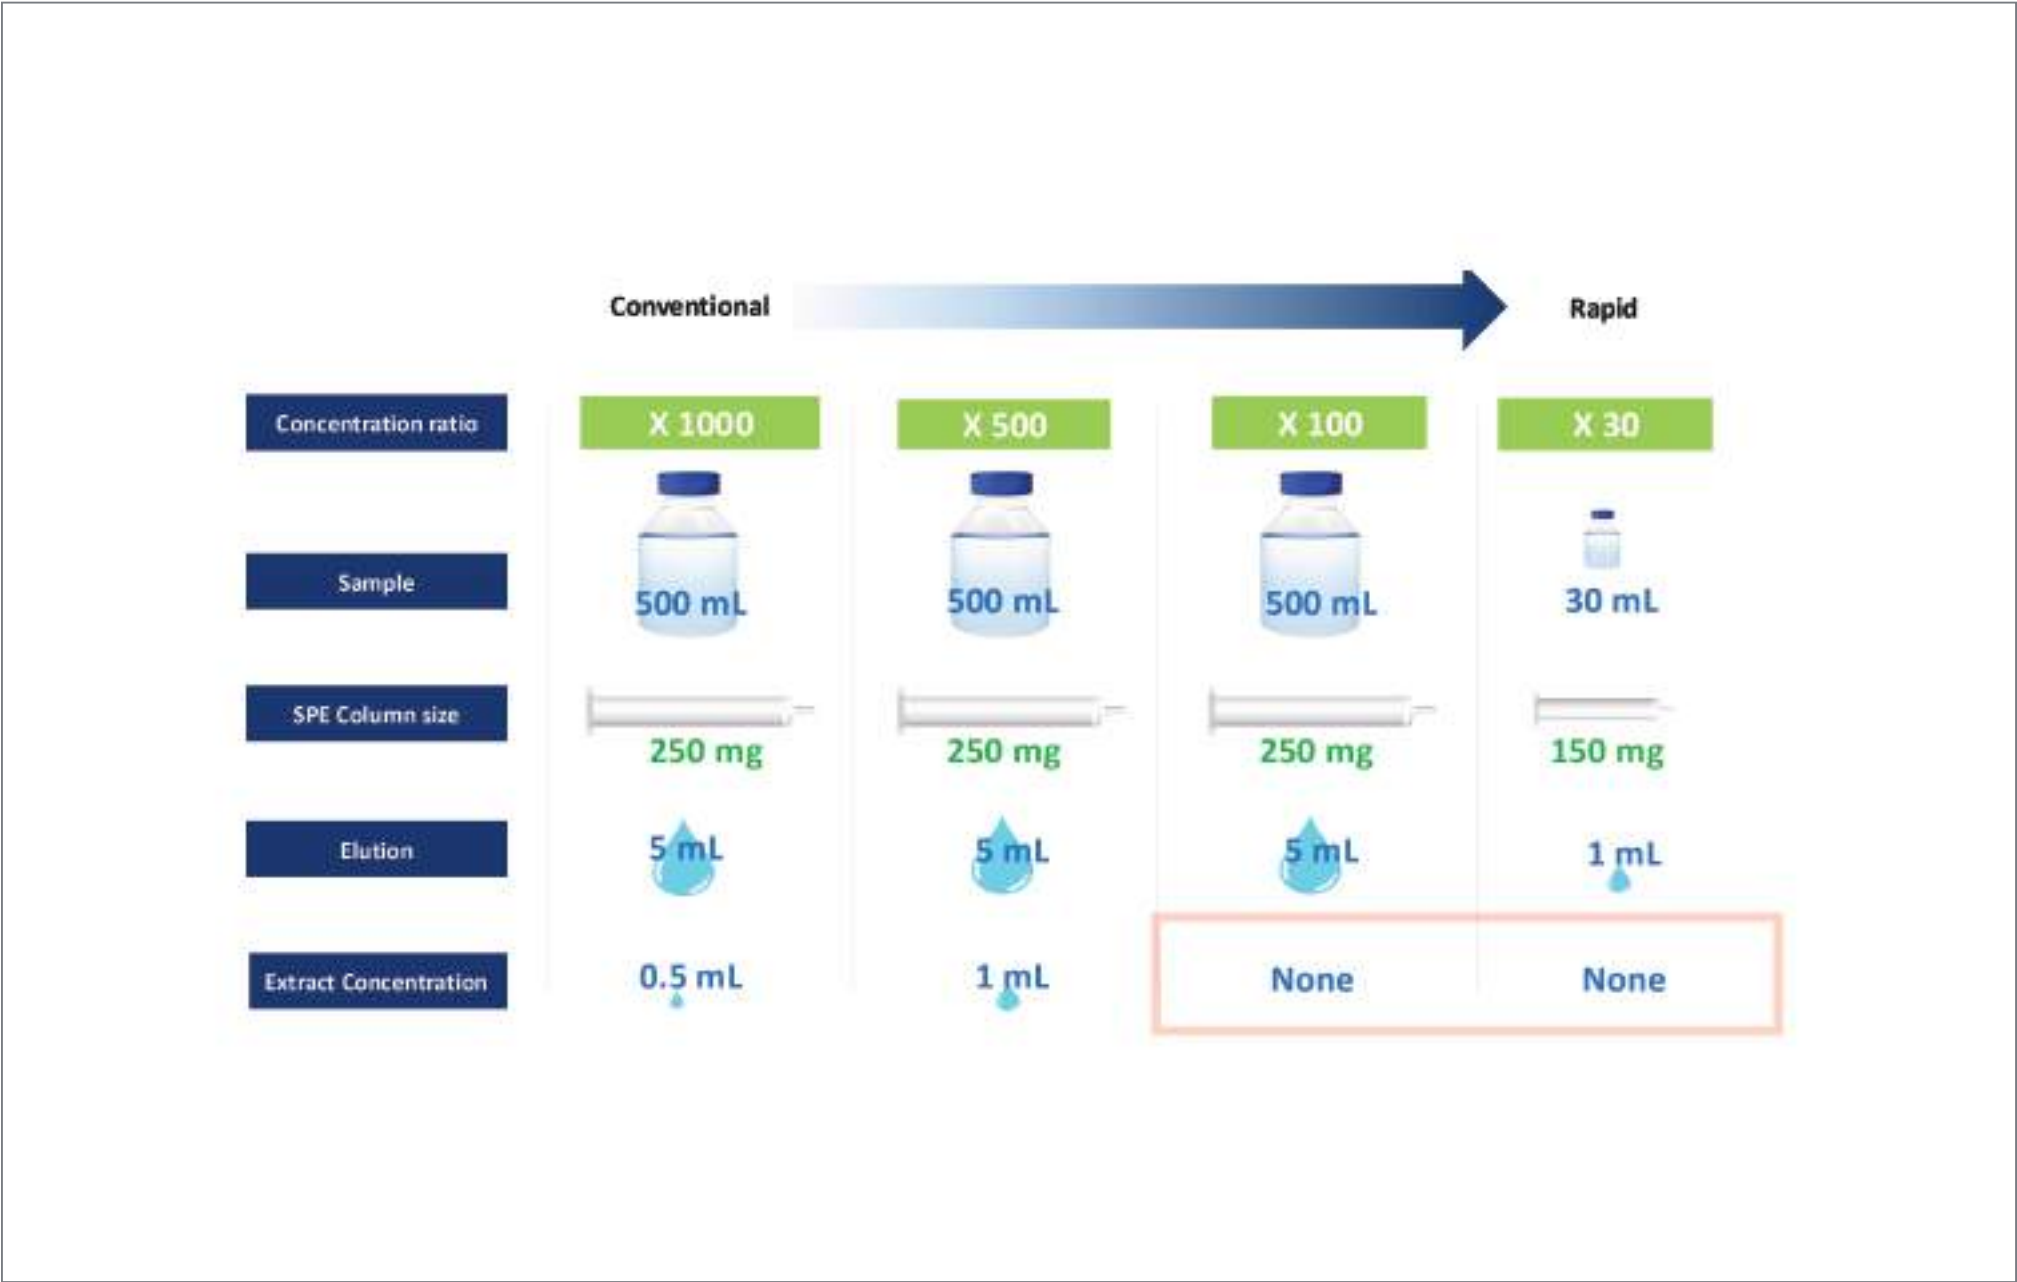 Conventional Rapid
Concentration ratio X 1000 X 500 X 100 X 30
Sample 500 mL 500 mL 500 mL 30 mL
SPE Column size 250 mg 250 mg 250 mg 150 mg
Elution 5 mL 5 mL 5 mL 1 mL
Extract Concentration 0.5 mL 1 mL None None